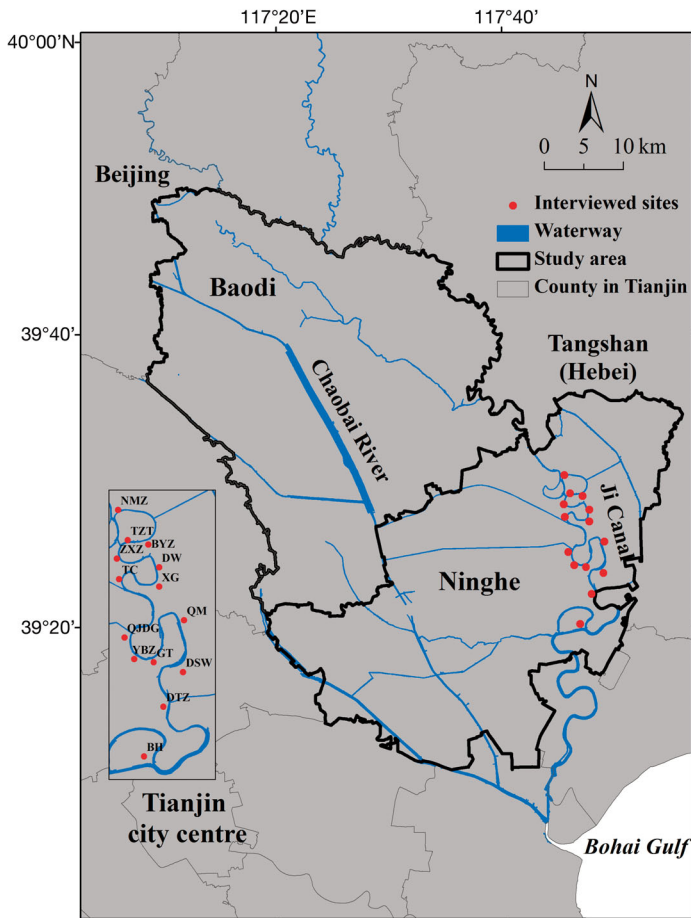 117°20'E
117°40'
40°00'N
N
0 5 10 km
Beijing
Interviewed sites
Waterway
Study area
County in Tianjin
Baodi
39°40'
Tangshan
(Hebei)
Chaobai River
Ji Canal
NMZ
TZT
BYZ
ZXZ
DW
TC
XG
QM
QJDG
YBZ
GT
DSW
DTZ
BH
Ninghe
39°20'
Tianjin
city centre
Bohai Gulf